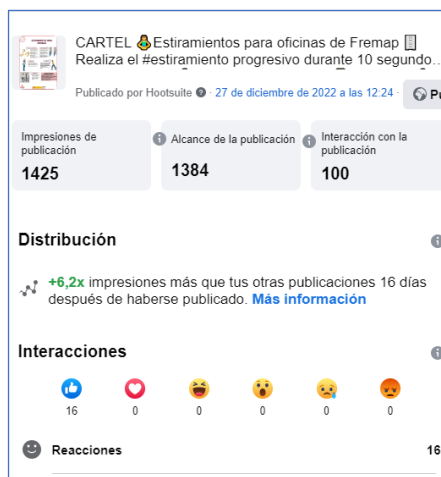 CARTEL Estiramientos para oficinas de Fremap
Realiza el #estiramiento progresivo durante 10 segundo...
Publicado por Hootsuite · 27 de diciembre de 2022 a las 12:24 ·
Impresiones de publicación
1425
Alcance de la publicación
1384
Interacción con la publicación
100
Distribución
+6,2x impresiones más que tus otras publicaciones 16 días
después de haberse publicado. Más información
Interacciones
16 0 0 0 0 0
Reacciones 16